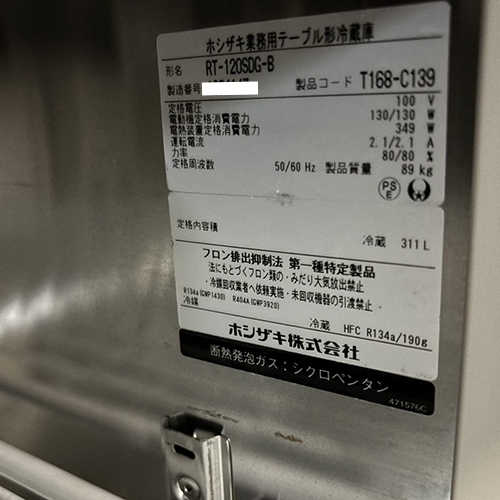 ホシザキ業務用テーブル形冷蔵庫
形名 RT-120SDG-B
製造番号 製品コード T168-C139
定格電圧 100 V
電動機定格消費電力 130/130 W
電熱装置定格消費電力 349 W
運転電流 2.1/2.1 A
力率 80/80 %
定格周波数 50/60 Hz 製品質量 89 kg
PSE
定格内容積
冷蔵 311 L
フロン排出抑制法 第一種特定製品
法にもとづくフロン類の・みだり大気放出禁止
・冷媒回収業者へ依頼実施・未回収機器の引渡禁止
R134a(GWP1430) R404A(GWP3920)
冷媒 冷蔵 HFC R134a/190g
ホシザキ株式会社
断熱発泡ガス：シクロペンタン
471576C